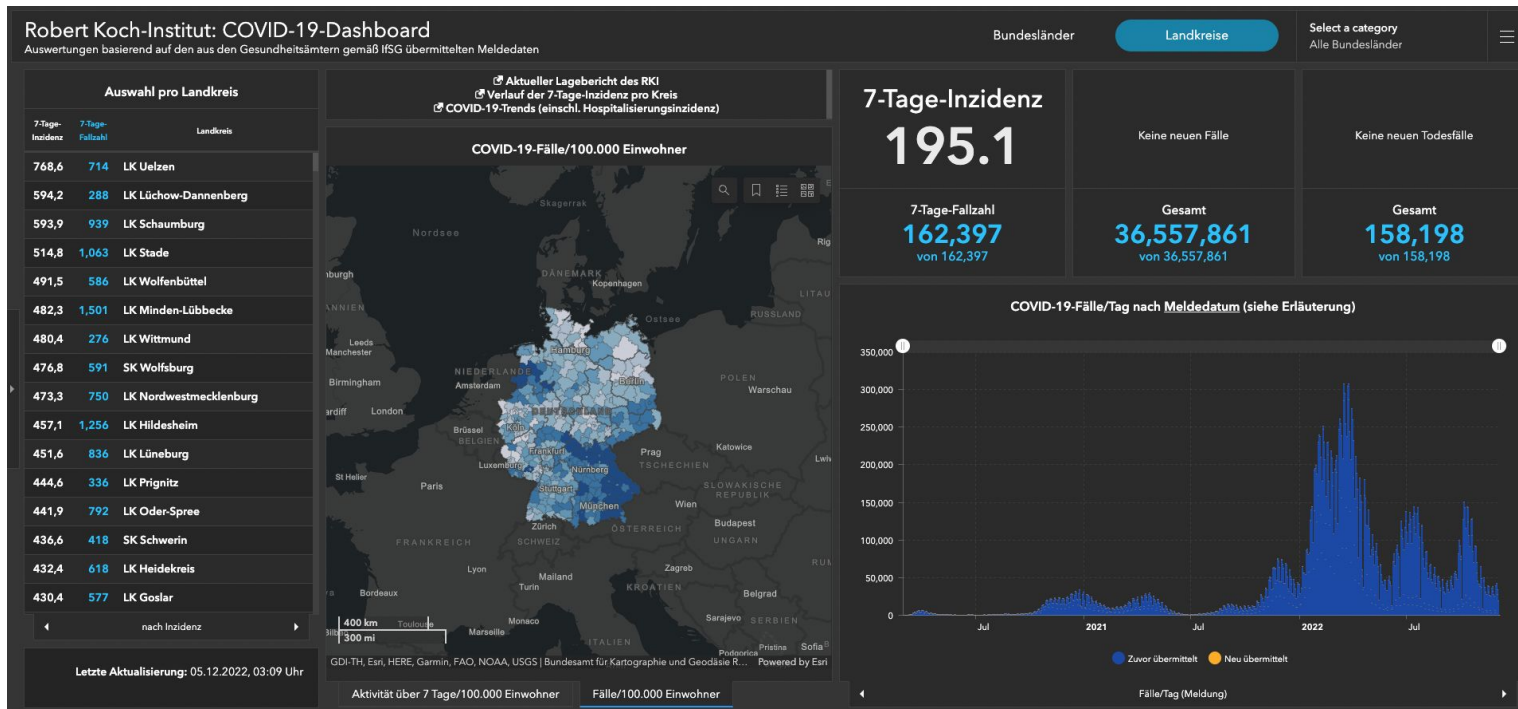 Robert Koch-Institut: COVID-19-Dashboard
Auswertungen basierend auf den aus den Gesundheitsämtern gemäß IfSG übermittelten Meldedaten
Bundesländer
Landkreise
Select a category
Alle Bundesländer
Auswahl pro Landkreis
7-Tage-Inzidenz 7-Tage-Fallzahl Landkreis
768,6 714 LK Uelzen
594,2 288 LK Lüchow-Dannenberg
593,9 939 LK Schaumburg
514,8 1,063 LK Stade
491,5 586 LK Wolfenbüttel
482,3 1,501 LK Minden-Lübbecke
480,4 276 LK Wittmund
476,8 591 SK Wolfsburg
473,3 750 LK Nordwestmecklenburg
457,1 1,256 LK Hildesheim
451,6 836 LK Lüneburg
444,6 336 LK Prignitz
441,9 792 LK Oder-Spree
436,6 418 SK Schwerin
432,4 618 LK Heidekreis
430,4 577 LK Goslar
nach Inzidenz
Letzte Aktualisierung: 05.12.2022, 03:09 Uhr
Aktueller Lagebericht des RKI
Verlauf der 7-Tage-Inzidenz pro Kreis
COVID-19-Trends (einschl. Hospitalisierungsinzidenz)
COVID-19-Fälle/100.000 Einwohner
Skagerrak
Nordsee
Rig
nburgh
DÄNEMARK
Kopenhagen
LITAU
ANNIEN
Ostsee
RUSSLAND
Leeds
Manchester
Hamburg
NIEDERLANDE
Birmingham
Amsterdam
Berlin
POLEN
Warschau
ardiff
London
DEUTSCHLAND
Brüssel
Köln
BELGIEN
Frankfurt
Prag
Katowice
Luxemburg
TSCHECHIEN
Lwiw
St Helier
Nürnberg
Paris
Stuttgart
SLOWAKISCHE
REPUBLIK
München
Wien
Zürich
ÖSTERREICH
Budapest
FRANKREICH
SCHWEIZ
UNGARN
Lyon
Mailand
Zagreb
RUM
Turin
KROATIEN
Bordeaux
Belgrad
400 km
Toulouse
Monaco
Sarajevo
SERBIEN
300 mi
Marseille
ITALIEN
Pristina
Sofia
Podgorica
GDI-TH, Esri, HERE, Garmin, FAO, NOAA, USGS | Bundesamt für Kartographie und Geodäsie R... Powered by Esri
Aktivität über 7 Tage/100.000 Einwohner
Fälle/100.000 Einwohner
7-Tage-Inzidenz
195.1
Keine neuen Fälle
Keine neuen Todesfälle
7-Tage-Fallzahl
162,397
von 162,397
Gesamt
36,557,861
von 36,557,861
Gesamt
158,198
von 158,198
COVID-19-Fälle/Tag nach Meldedatum (siehe Erläuterung)
350,000
300,000
250,000
200,000
150,000
100,000
50,000
0
Jul 2021 Jul 2022 Jul
Zuvor übermittelt Neu übermittelt
Fälle/Tag (Meldung)